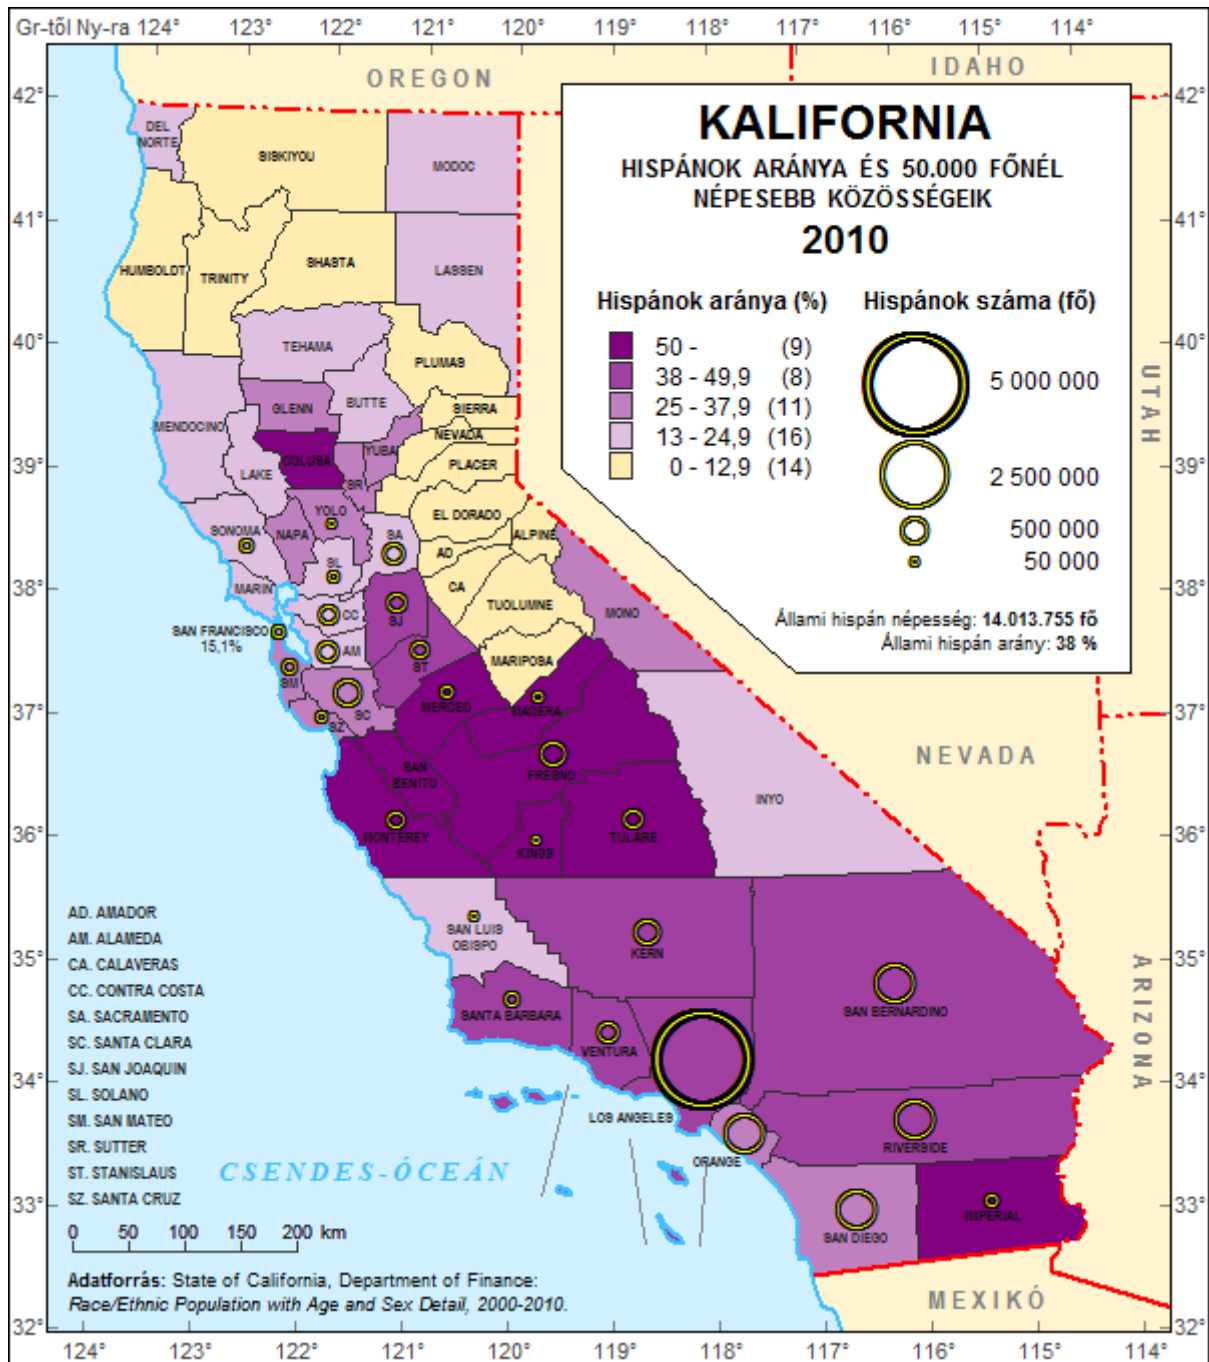 Gr-től Ny-ra 124° 123° 122° 121° 120° 119° 118° 117° 116° 115° 114°
OREGON
IDAHO
42° 42°
KALIFORNIA
HISPÁNOK ARÁNYA ÉS 50.000 FŐNÉL
NÉPESEBB KÖZÖSSÉGEIK
2010
Hispánok aránya (%)
50 - (9)
38 - 49,9 (8)
25 - 37,9 (11)
13 - 24,9 (16)
0 - 12,9 (14)
Hispánok száma (fő)
5 000 000
2 500 000
500 000
50 000
Állami hispán népesség: 14.013.755 fő
Állami hispán arány: 38 %
DEL
NORTE
SISKIYOU
MODOC
41° 41°
HUMBOLDT
TRINITY
SHASTA
LASSEN
40° 40°
TEHAMA
PLUMAS
UTAH
MENDOCINO
GLENN
BUTTE
SIERRA
NEVADA
39° 39°
COLUSA
YUBA
PLACER
LAKE
SR
YOLO
EL DORADO
SONOMA
NAPA
SA
ALPINE
AD
SL
38° 38°
MARIN
CA
TUOLUMNE
MONO
CC
SJ
SAN FRANCISCO
15,1%
AM
ST
MARIPOSA
SM
MERCED
MADERA
37° 37°
SC
SZ
NEVADA
SAN
BENITO
FRESNO
INYO
36° 36°
MONTEREY
KINGS
TULARE
SAN LUIS
OBISPO
KERN
35° 35°
SANTA BARBARA
SAN BERNARDINO
ARIZONA
VENTURA
34° 34°
LOS ANGELES
RIVERSIDE
ORANGE
33° 33°
SAN DIEGO
IMPERIAL
MEXIKÓ
32° 32°
AD. AMADOR
AM. ALAMEDA
CA. CALAVERAS
CC. CONTRA COSTA
SA. SACRAMENTO
SC. SANTA CLARA
SJ. SAN JOAQUIN
SL. SOLANO
SM. SAN MATEO
SR. SUTTER
ST. STANISLAUS
SZ. SANTA CRUZ
CSENDES-ÓCEÁN
0 50 100 150 200 km
Adatforrás: State of California, Department of Finance:
Race/Ethnic Population with Age and Sex Detail, 2000-2010.
124° 123° 122° 121° 120° 119° 118° 117° 116° 115° 114°